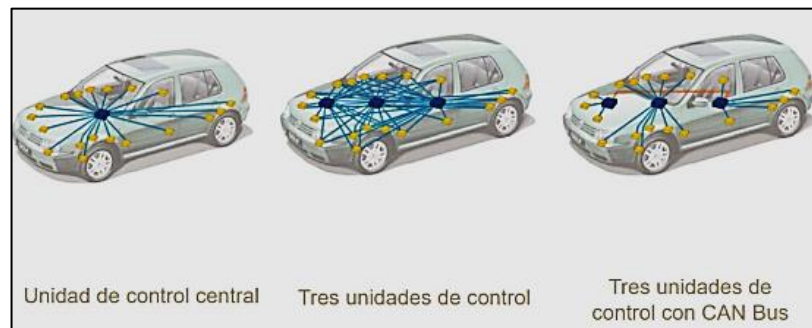 Unidad de control central
Tres unidades de control
Tres unidades de
control con CAN Bus